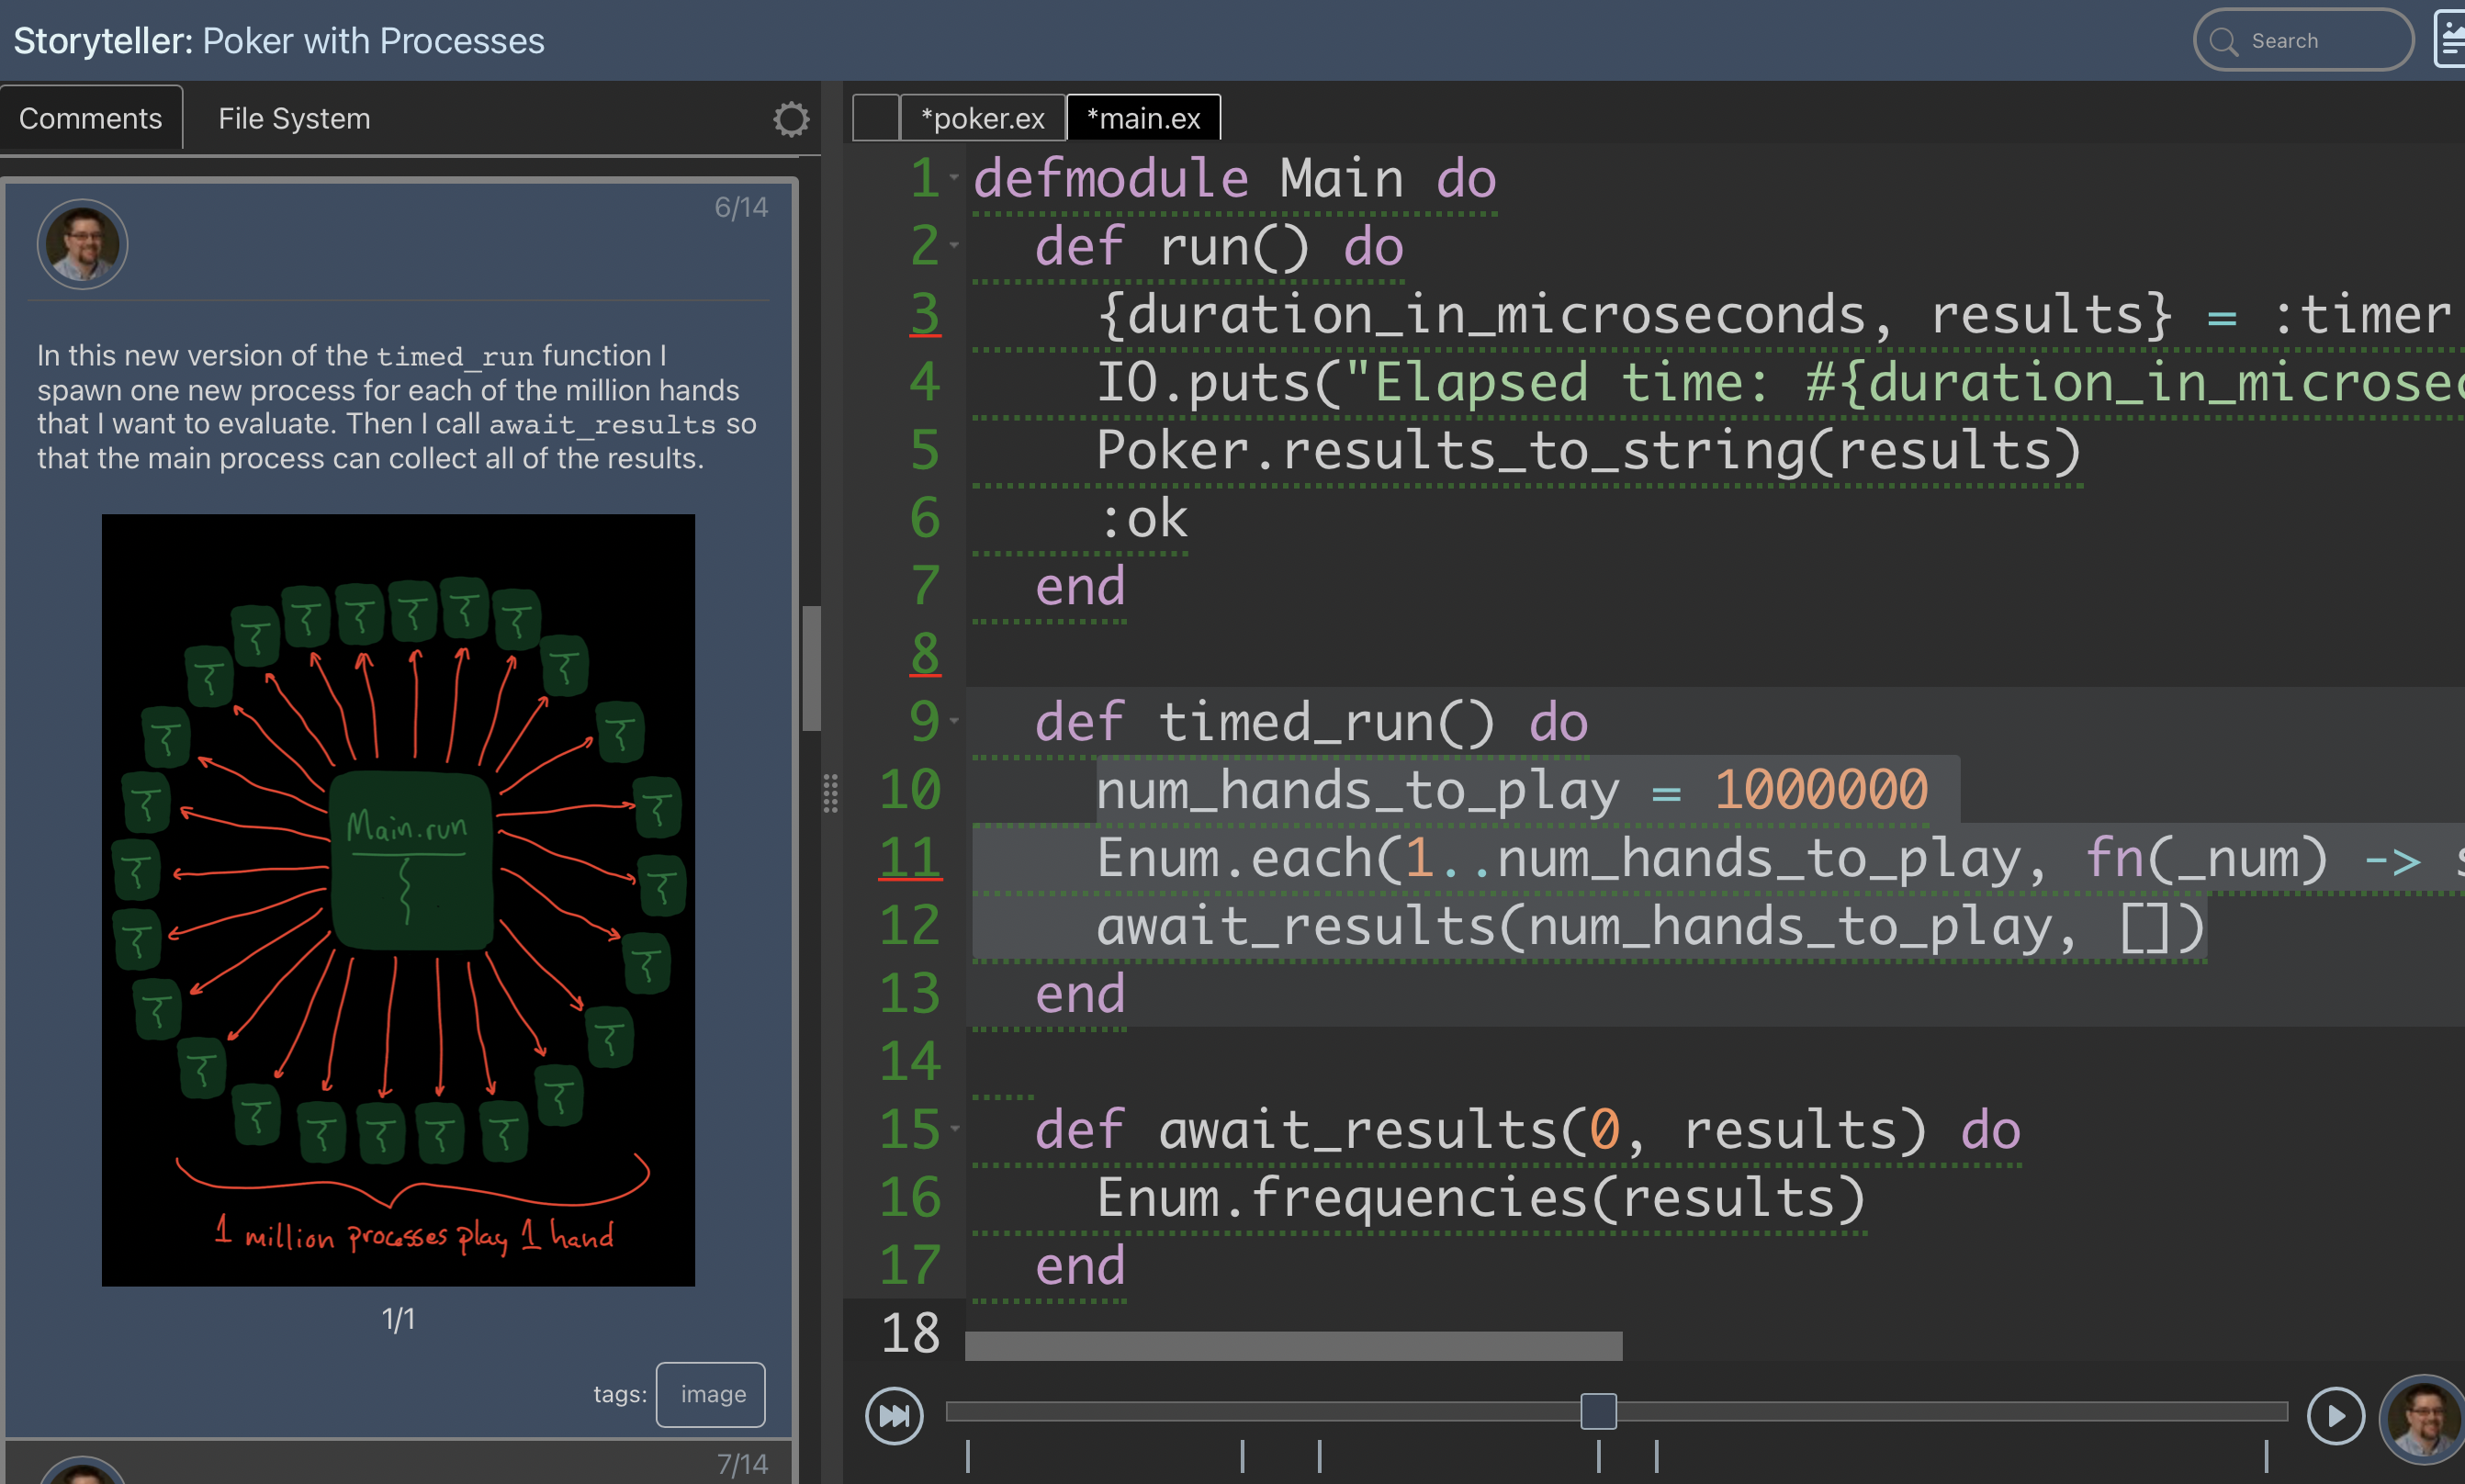 Storyteller: Poker with Processes
Search
Comments
File System
6/14
In this new version of the timed_run function I
spawn one new process for each of the million hands
that I want to evaluate. Then I call await_results so
that the main process can collect all of the results.
Main.run
1 million processes play 1 hand
1/1
tags: image
7/14
*poker.ex
*main.ex
1 defmodule Main do
2   def run() do
3     {duration_in_microseconds, results} = :timer
4     IO.puts("Elapsed time: #{duration_in_microsec
5     Poker.results_to_string(results)
6     :ok
7   end
8
9   def timed_run() do
10     num_hands_to_play = 1000000
11     Enum.each(1..num_hands_to_play, fn(_num) -> s
12     await_results(num_hands_to_play, [])
13   end
14
15   def await_results(0, results) do
16     Enum.frequencies(results)
17   end
18